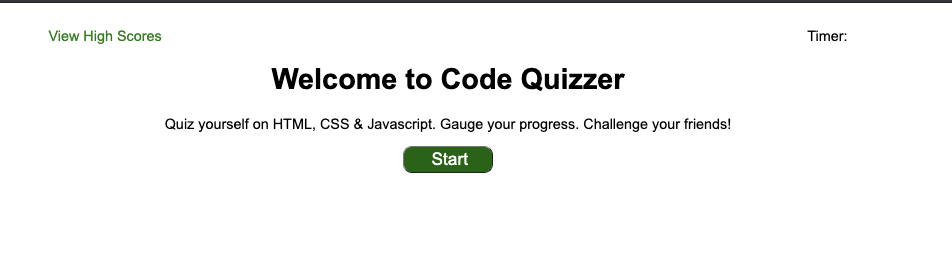 View High Scores
Timer:
Welcome to Code Quizzer
Quiz yourself on HTML, CSS & Javascript. Gauge your progress. Challenge your friends!
Start